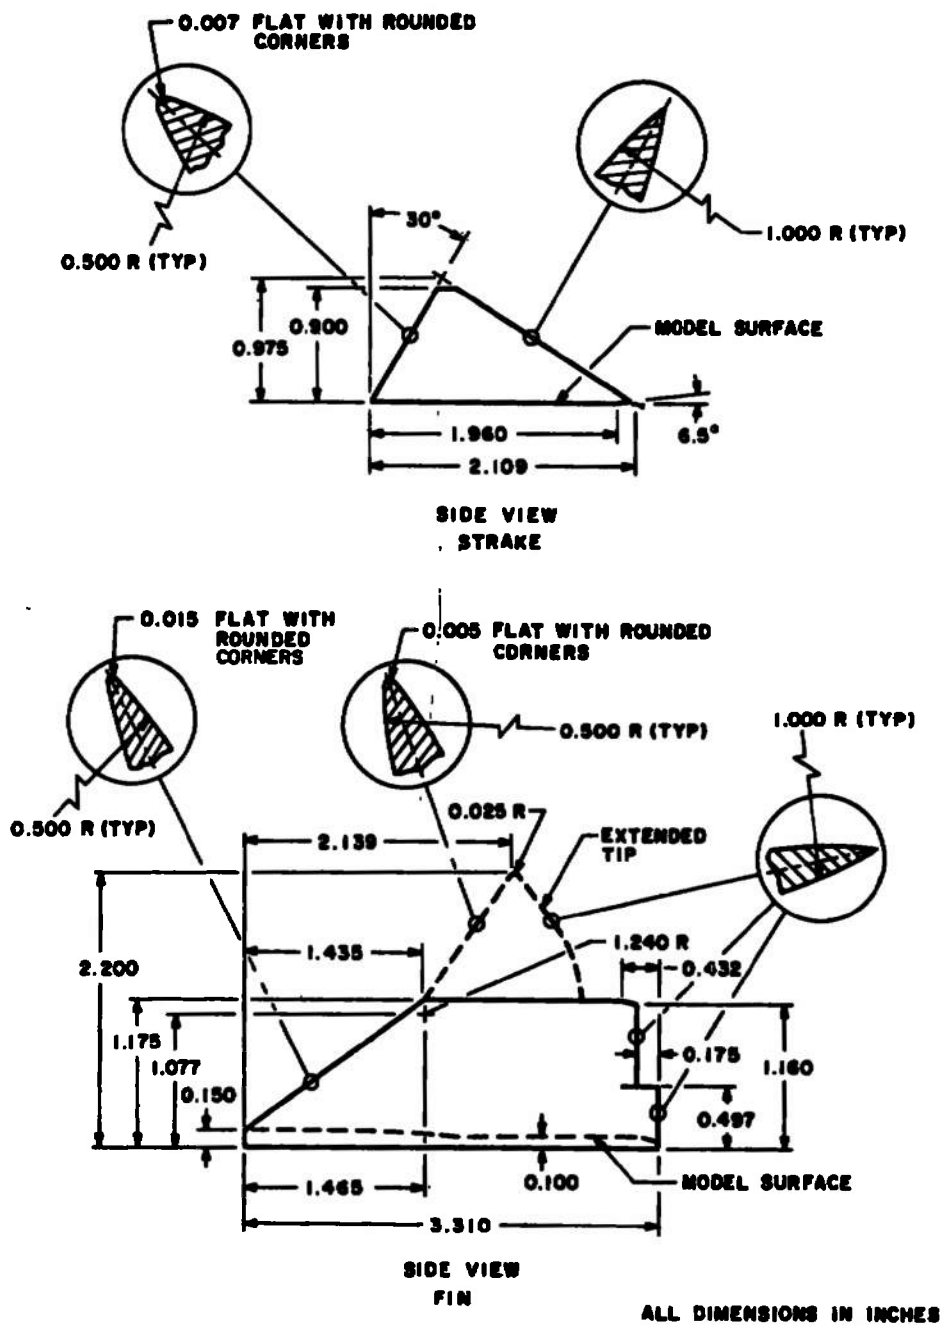 0.007 FLAT WITH ROUNDED
CORNERS
30°
0.500 R (TYP)
1.000 R (TYP)
0.900
0.975
MODEL SURFACE
1.960
6.5°
2.109
SIDE VIEW
STRAKE
0.015 FLAT WITH
ROUNDED
CORNERS
0.005 FLAT WITH ROUNDED
CORNERS
1.000 R (TYP)
0.500 R (TYP)
0.500 R (TYP)
0.025 R
2.139
EXTENDED
TIP
1.435
1.240 R
2.200
0.432
1.175
1.077
0.175
1.160
0.150
0.497
1.465
0.100
MODEL SURFACE
3.310
SIDE VIEW
FIN
ALL DIMENSIONS IN INCHES